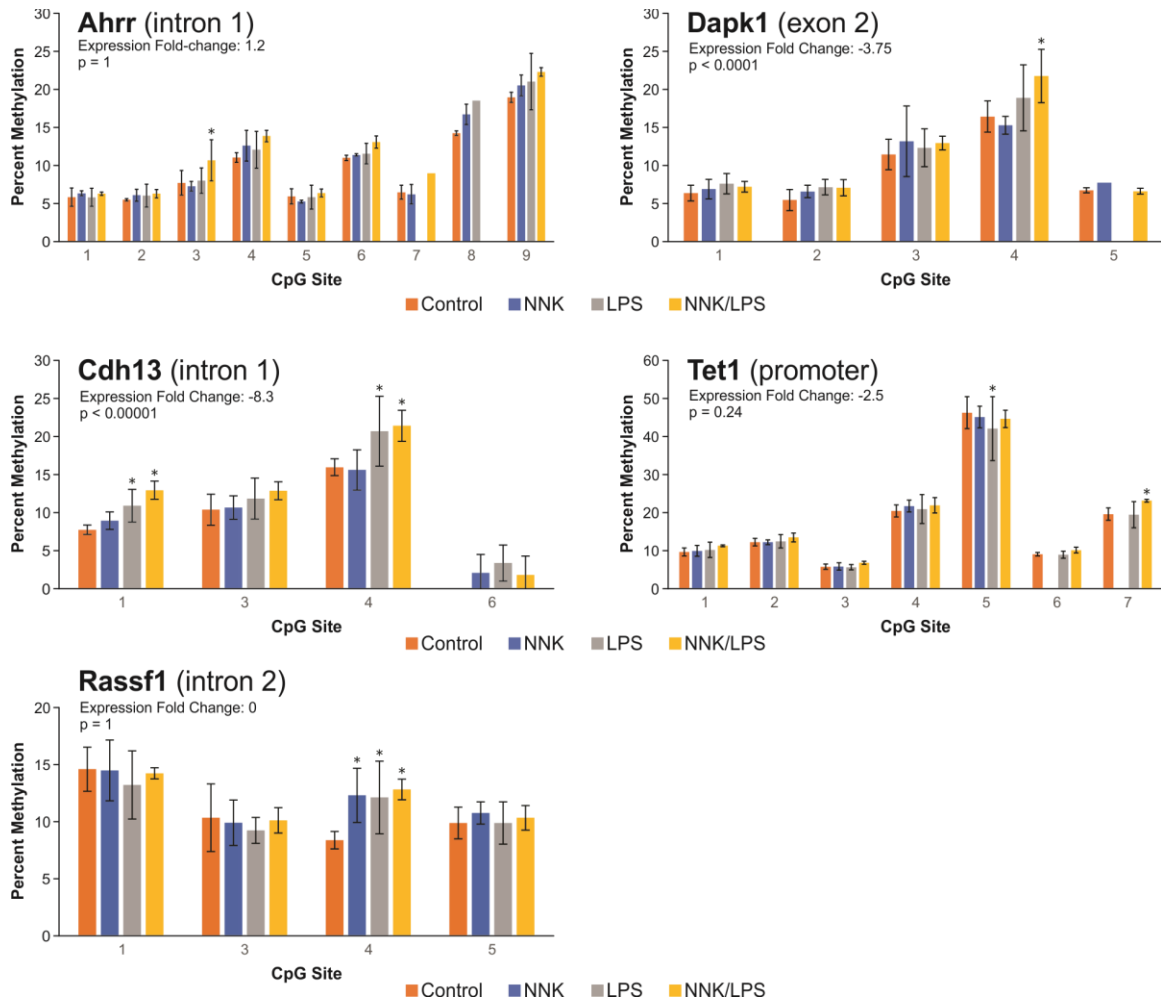 Ahrr (intron 1)
Expression Fold-change: 1.2
p = 1
Percent Methylation
30
25
20
15
10
5
0
*
1 2 3 4 5 6 7 8 9
CpG Site
Dapk1 (exon 2)
Expression Fold Change: -3.75
p < 0.0001
Percent Methylation
30
25
20
15
10
5
0
*
1 2 3 4 5
CpG Site
Control NNK LPS NNK/LPS
Cdh13 (intron 1)
Expression Fold Change: -8.3
p < 0.00001
Percent Methylation
30
25
20
15
10
5
0
* * * *
1 3 4 6
CpG Site
Tet1 (promoter)
Expression Fold Change: -2.5
p = 0.24
Percent Methylation
60
50
40
30
20
10
0
* *
1 2 3 4 5 6 7
CpG Site
Control NNK LPS NNK/LPS
Rassf1 (intron 2)
Expression Fold Change: 0
p = 1
Percent Methylation
20
15
10
5
0
* * *
1 3 4 5
CpG Site
Control NNK LPS NNK/LPS